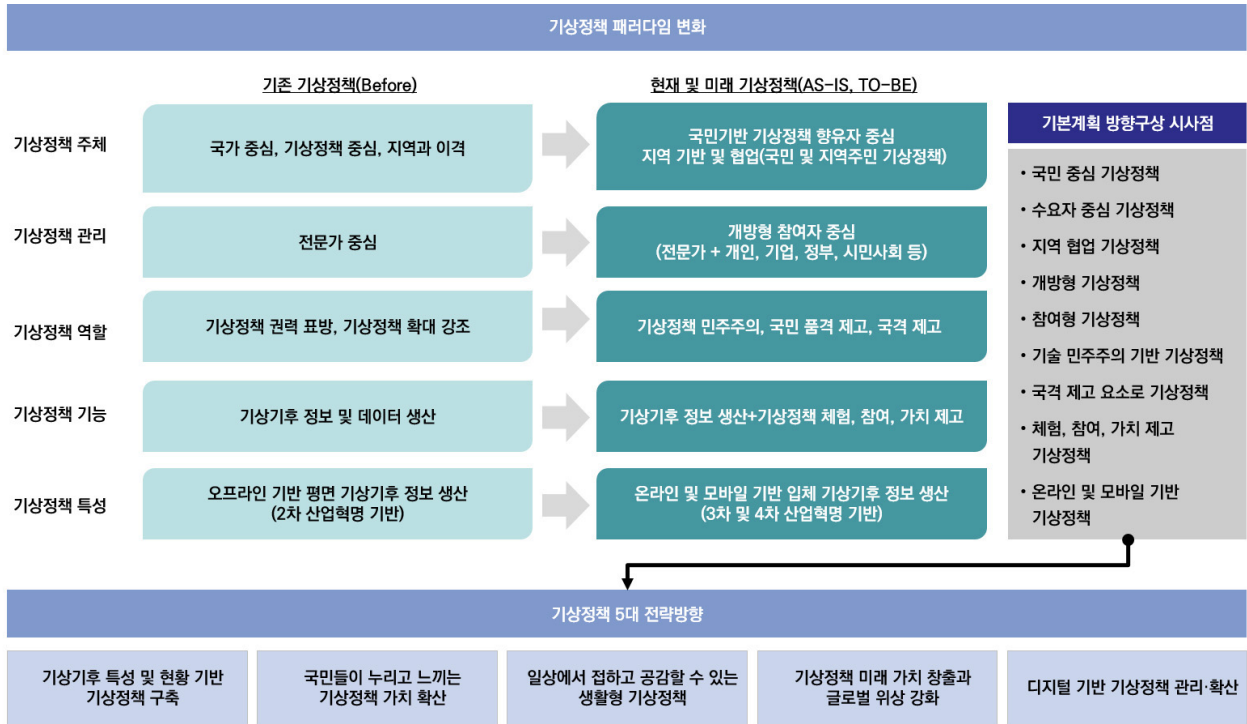 기상정책 패러다임 변화
기존 기상정책(Before)
현재 및 미래 기상정책(AS-IS, TO-BE)
기상정책 주체
국가 중심, 기상정책 중심, 지역과 이격
국민기반 기상정책 향유자 중심
지역 기반 및 협업(국민 및 지역주민 기상정책)
기상정책 관리
전문가 중심
개방형 참여자 중심
(전문가 + 개인, 기업, 정부, 시민사회 등)
기상정책 역할
기상정책 권력 표방, 기상정책 확대 강조
기상정책 민주주의, 국민 품격 제고, 국격 제고
기상정책 기능
기상기후 정보 및 데이터 생산
기상기후 정보 생산+기상정책 체험, 참여, 가치 제고
기상정책 특성
오프라인 기반 평면 기상기후 정보 생산
(2차 산업혁명 기반)
온라인 및 모바일 기반 입체 기상기후 정보 생산
(3차 및 4차 산업혁명 기반)
기본계획 방향구상 시사점
• 국민 중심 기상정책
• 수요자 중심 기상정책
• 지역 협업 기상정책
• 개방형 기상정책
• 참여형 기상정책
• 기술 민주주의 기반 기상정책
• 국격 제고 요소로 기상정책
• 체험, 참여, 가치 제고
기상정책
• 온라인 및 모바일 기반
기상정책
기상정책 5대 전략방향
기상기후 특성 및 현황 기반
기상정책 구축
국민들이 누리고 느끼는
기상정책 가치 확산
일상에서 접하고 공감할 수 있는
생활형 기상정책
기상정책 미래 가치 창출과
글로벌 위상 강화
디지털 기반 기상정책 관리·확산